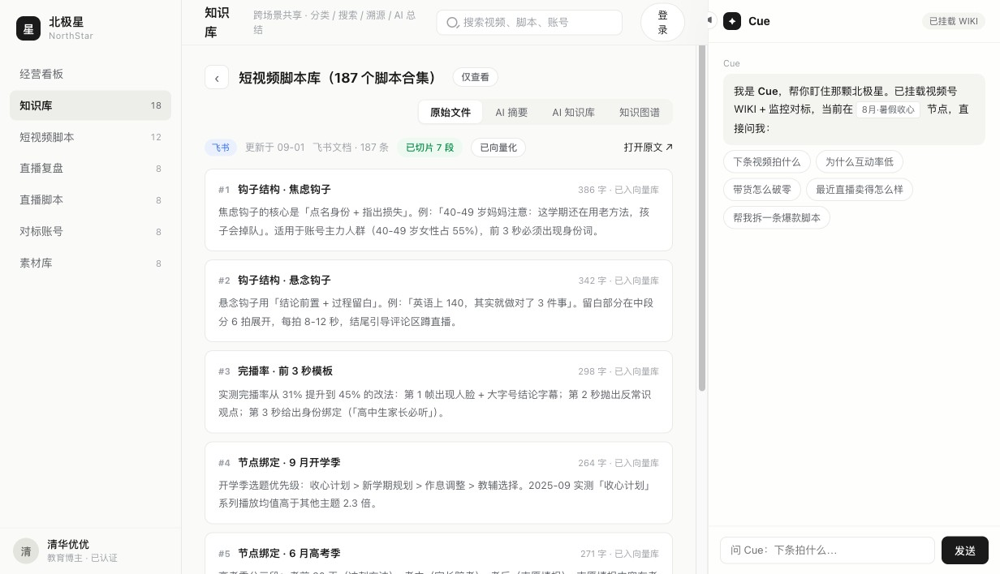 星
北极星
NorthStar
经营看板
知识库 18
短视频脚本 12
直播复盘 8
直播脚本 8
对标账号 8
素材库 8
清
清华优优
教育博主 · 已认证
知识
库
跨场景共享 · 分类 / 搜索 / 溯源 / AI 总
结
搜索视频、脚本、账号
登
录
‹ 短视频脚本库（187 个脚本合集） 仅查看
原始文件 AI 摘要 AI 知识库 知识图谱
飞书 更新于 09-01 飞书文档 · 187 条 已切片 7 段 已向量化 打开原文 ↗
#1 钩子结构 · 焦虑钩子 386 字 · 已入向量库
焦虑钩子的核心是「点名身份 + 指出损失」。例：「40-49 岁妈妈注意：这学期还在用老方法，孩
子会掉队」。适用于账号主力人群（40-49 岁女性占 55%），前 3 秒必须出现身份词。
#2 钩子结构 · 悬念钩子 342 字 · 已入向量库
悬念钩子用「结论前置 + 过程留白」。例：「英语上 140，其实就做对了 3 件事」。留白部分在中段
分 6 拍展开，每拍 8-12 秒，结尾引导评论区蹲直播。
#3 完播率 · 前 3 秒模板 298 字 · 已入向量库
实测完播率从 31% 提升到 45% 的改法：第 1 帧出现人脸 + 大字号结论字幕；第 2 秒抛出反常识
观点；第 3 秒给出身份绑定（「高中生家长必听」）。
#4 节点绑定 · 9 月开学季 264 字 · 已入向量库
开学季选题优先级：收心计划 > 新学期规划 > 作息调整 > 教辅选择。2025-09 实测「收心计划」
系列播放均值高于其他主题 2.3 倍。
#5 节点绑定 · 6 月高考季 271 字 · 已入向量库
Cue 已挂载 WIKI
Cue
我是 Cue，帮你盯住那颗北极星。已挂载视频号
WIKI + 监控对标，当前在 8月·暑假收心 节点，直
接问我：
下条视频拍什么 为什么互动率低
带货怎么破零 最近直播卖得怎么样
帮我拆一条爆款脚本
问 Cue：下条拍什么… 发送